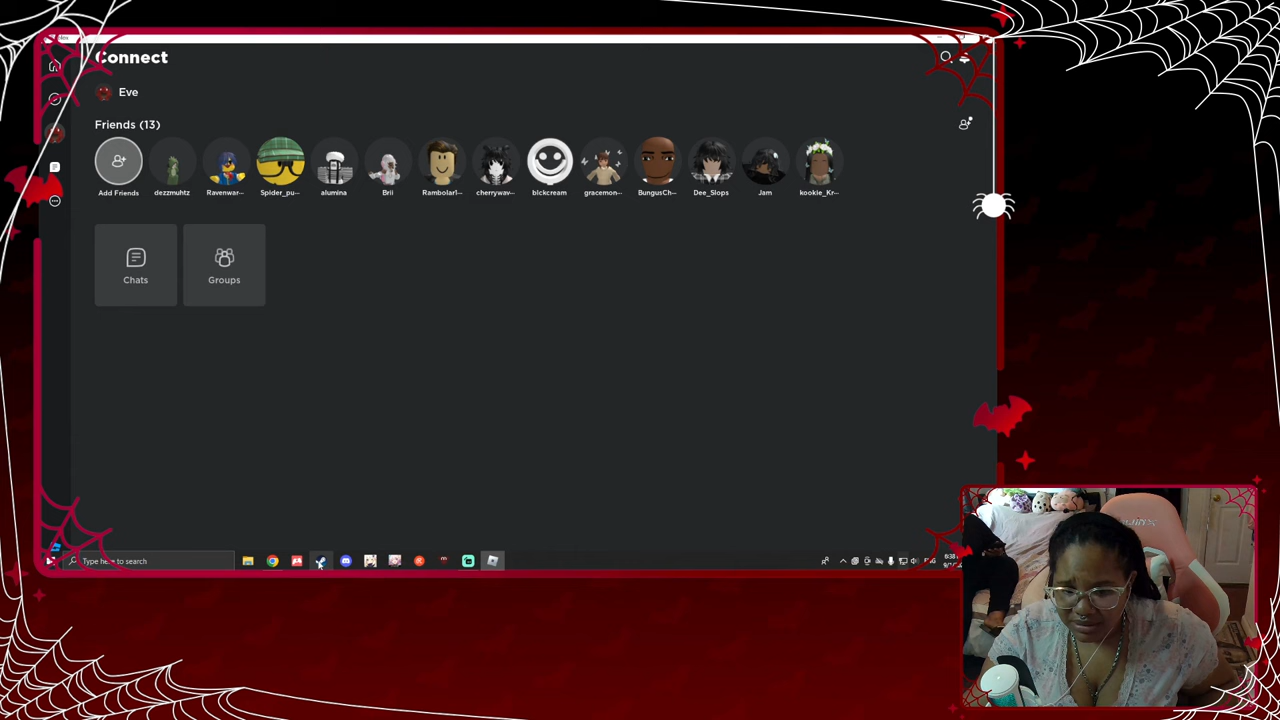 Connect
Eve
Friends (13)
Add Friends
dezzmuhtz
Ravenwar--
Spider_pu--
alumina
Brii
Rambolar1--
cherrywav--
blckcream
gracemon--
BungusCh--
Dee_Slops
Jam
kookie_Kr--
Chats
Groups
Type here to search